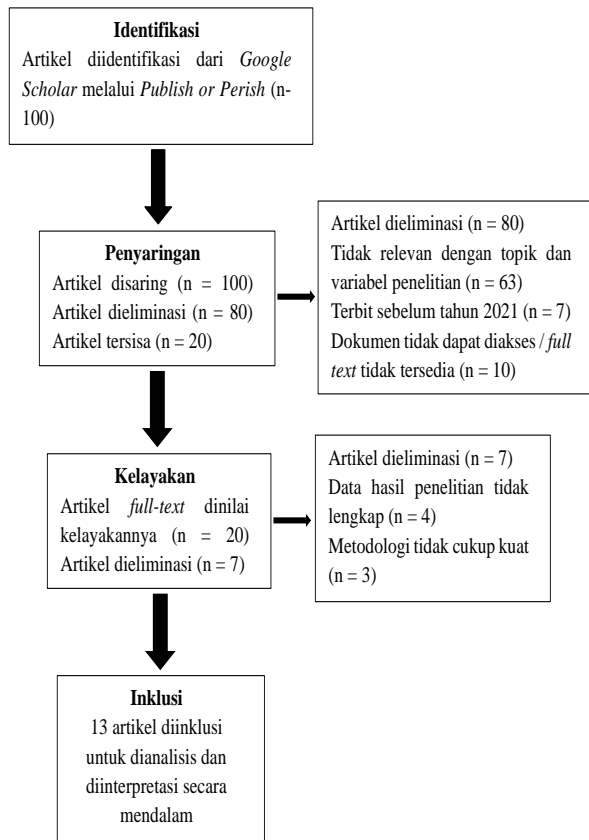 Identifikasi
Artikel diidentifikasi dari Google
Scholar melalui Publish or Perish (n-
100)
Penyaringan
Artikel disaring (n = 100)
Artikel dieliminasi (n = 80)
Artikel tersisa (n = 20)
Artikel dieliminasi (n = 80)
Tidak relevan dengan topik dan
variabel penelitian (n = 63)
Terbit sebelum tahun 2021 (n = 7)
Dokumen tidak dapat diakses / full
text tidak tersedia (n = 10)
Kelayakan
Artikel full-text dinilai
kelayakannya (n = 20)
Artikel dieliminasi (n = 7)
Artikel dieliminasi (n = 7)
Data hasil penelitian tidak
lengkap (n = 4)
Metodologi tidak cukup kuat
(n = 3)
Inklusi
13 artikel diinklusi
untuk dianalisis dan
diinterpretasi secara
mendalam